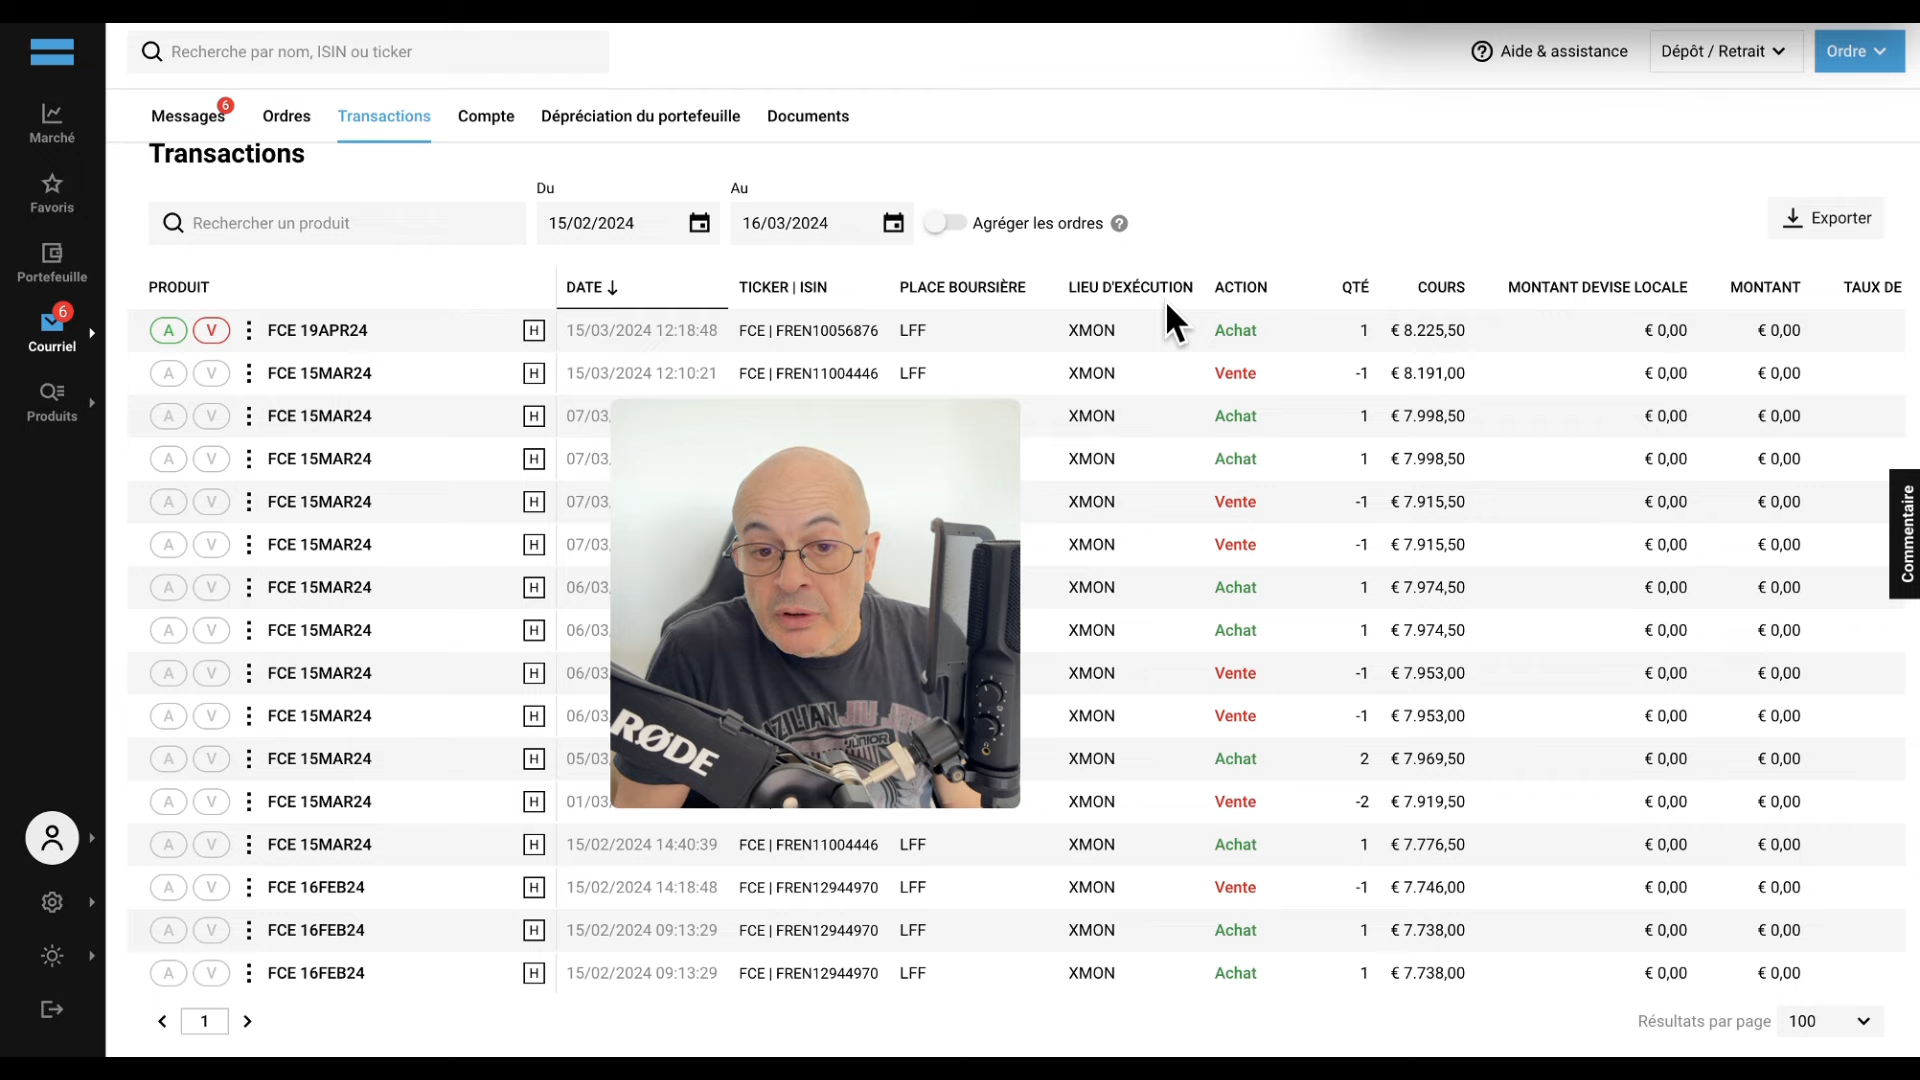 Recherche par nom, ISIN ou ticker
Aide & assistance
Dépôt / Retrait
Ordre
Messages 6
Ordres
Transactions
Compte
Dépréciation du portefeuille
Documents
Marché
Favoris
Portefeuille
6
Courriel
Produits
Transactions
Du
Au
Rechercher un produit
15/02/2024
16/03/2024
Agréger les ordres
Exporter
PRODUIT DATE TICKER | ISIN PLACE BOURSIÈRE LIEU D'EXÉCUTION ACTION QTÉ COURS MONTANT DEVISE LOCALE MONTANT TAUX DE
A V FCE 19APR24 H 15/03/2024 12:18:48 FCE | FREN10056876 LFF XMON Achat 1 € 8.225,50 € 0,00 € 0,00
A V FCE 15MAR24 H 15/03/2024 12:10:21 FCE | FREN11004446 LFF XMON Vente -1 € 8.191,00 € 0,00 € 0,00
A V FCE 15MAR24 H 07/03 XMON Achat 1 € 7.998,50 € 0,00 € 0,00
A V FCE 15MAR24 H 07/03 XMON Achat 1 € 7.998,50 € 0,00 € 0,00
A V FCE 15MAR24 H 07/03 XMON Vente -1 € 7.915,50 € 0,00 € 0,00
A V FCE 15MAR24 H 07/03 XMON Vente -1 € 7.915,50 € 0,00 € 0,00
A V FCE 15MAR24 H 06/03 XMON Achat 1 € 7.974,50 € 0,00 € 0,00
A V FCE 15MAR24 H 06/03 XMON Achat 1 € 7.974,50 € 0,00 € 0,00
A V FCE 15MAR24 H 06/03 XMON Vente -1 € 7.953,00 € 0,00 € 0,00
A V FCE 15MAR24 H 06/03 XMON Vente -1 € 7.953,00 € 0,00 € 0,00
A V FCE 15MAR24 H 05/03 XMON Achat 2 € 7.969,50 € 0,00 € 0,00
A V FCE 15MAR24 H 01/03 XMON Vente -2 € 7.919,50 € 0,00 € 0,00
A V FCE 15MAR24 H 15/02/2024 14:40:39 FCE | FREN11004446 LFF XMON Achat 1 € 7.776,50 € 0,00 € 0,00
A V FCE 16FEB24 H 15/02/2024 14:18:48 FCE | FREN12944970 LFF XMON Vente -1 € 7.746,00 € 0,00 € 0,00
A V FCE 16FEB24 H 15/02/2024 09:13:29 FCE | FREN12944970 LFF XMON Achat 1 € 7.738,00 € 0,00 € 0,00
A V FCE 16FEB24 H 15/02/2024 09:13:29 FCE | FREN12944970 LFF XMON Achat 1 € 7.738,00 € 0,00 € 0,00
RØDE
AZILIAN JIU J
JÚNIOR
Commentaire
1
Résultats par page 100